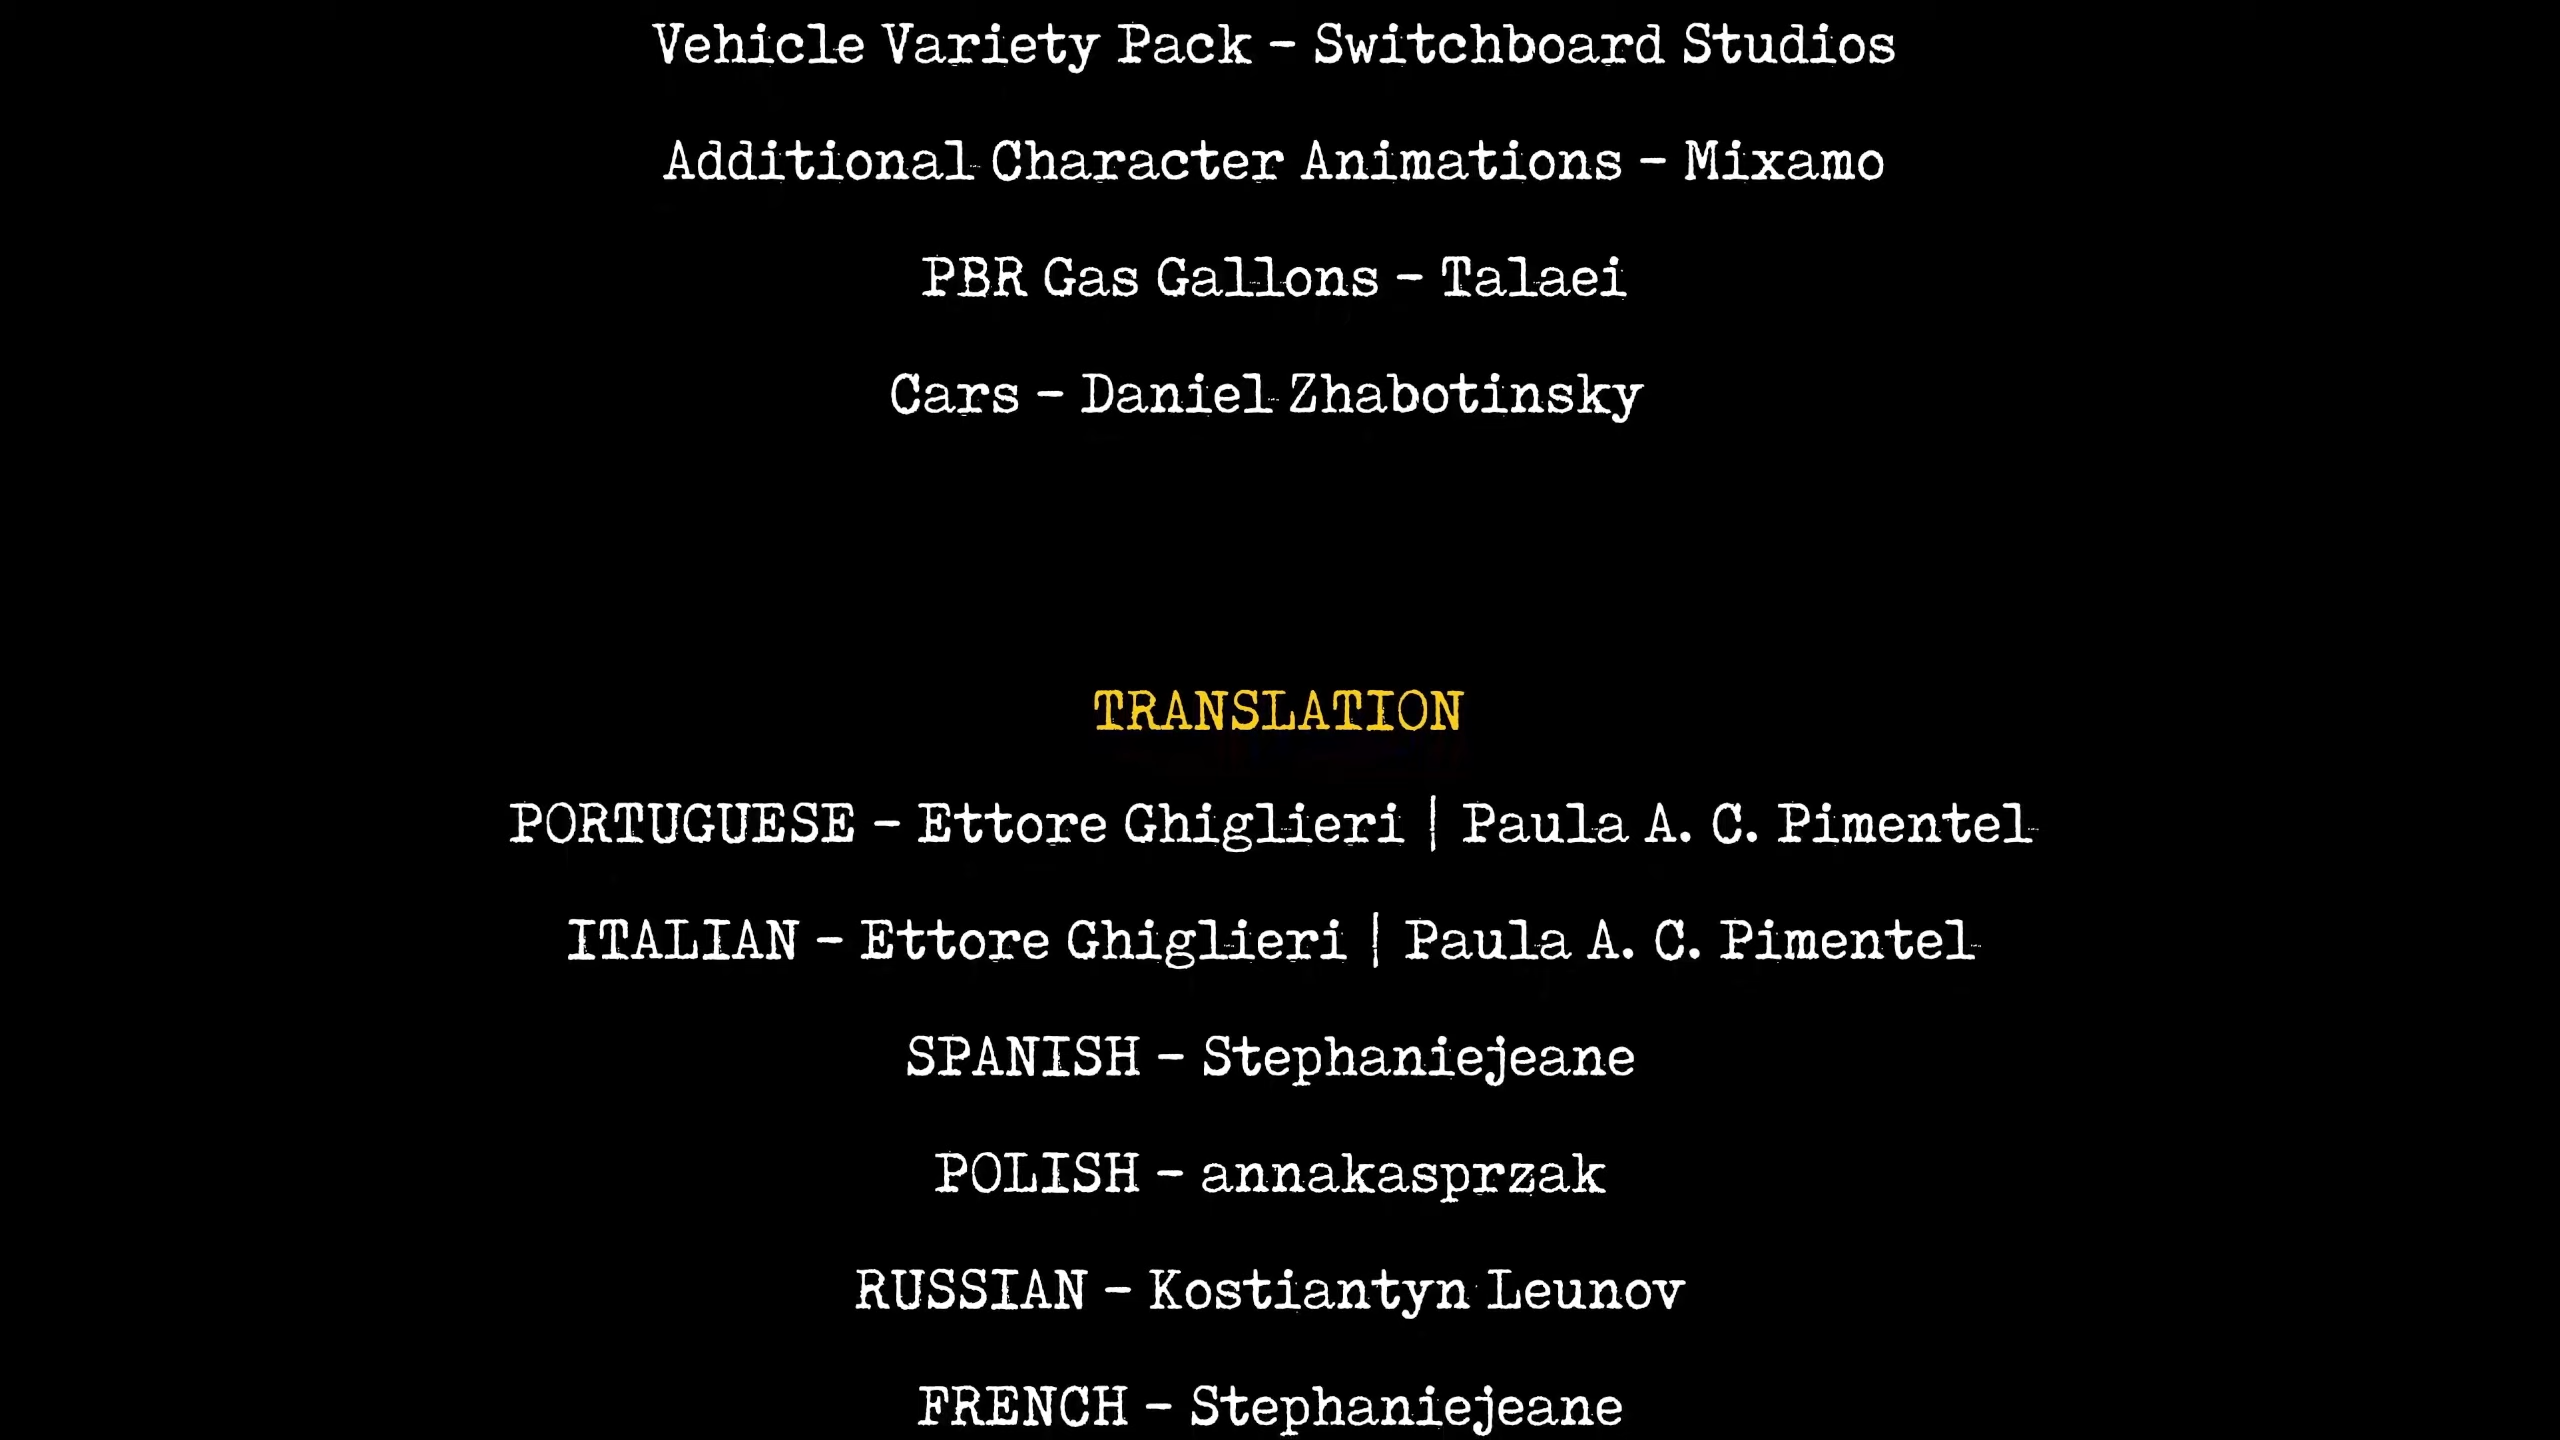 Vehicle Variety Pack - Switchboard Studios
Additional Character Animations - Mixamo
PBR Gas Gallons - Talaei
Cars - Daniel Zhabotinsky
TRANSLATION
PORTUGUESE - Ettore Ghiglieri | Paula A. C. Pimentel
ITALIAN - Ettore Ghiglieri | Paula A. C. Pimentel
SPANISH - Stephaniejeane
POLISH - annakasprzak
RUSSIAN - Kostiantyn Leunov
FRENCH - Stephaniejeane